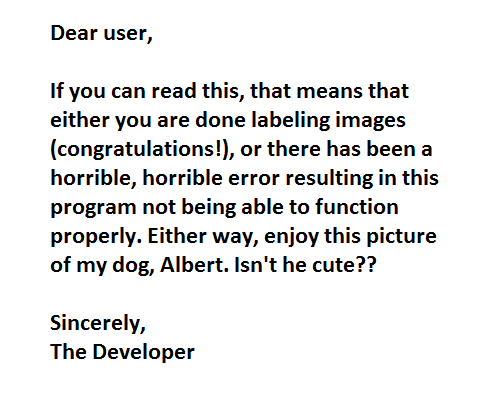 Dear user,
If you can read this, that means that
either you are done labeling images
(congratulations!), or there has been a
horrible, horrible error resulting in this
program not being able to function
properly. Either way, enjoy this picture
of my dog, Albert. Isn't he cute??
Sincerely,
The Developer